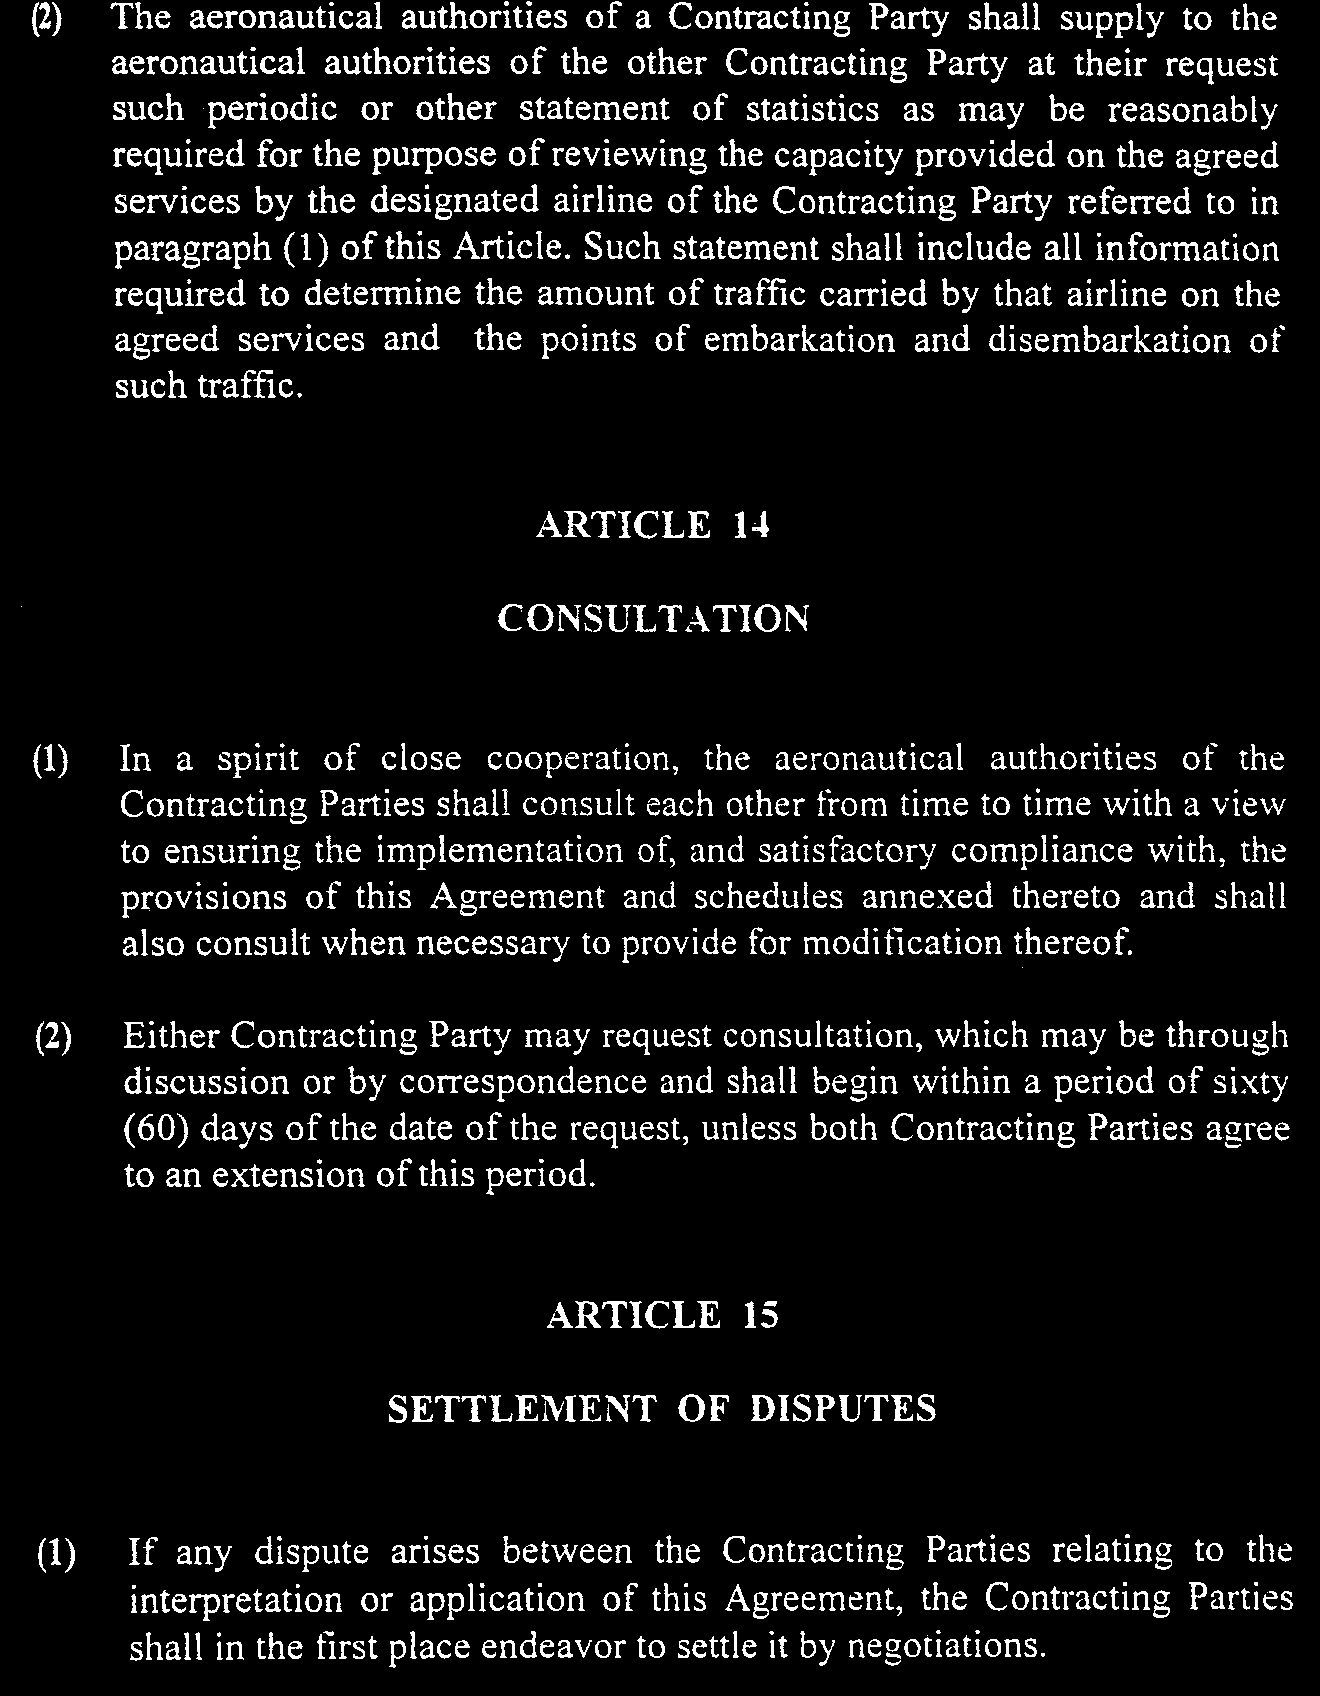 (2) The aeronautical authorities of a Contracting Party shall supply to the
aeronautical authorities of the other Contracting Party at their request
such periodic or other statement of statistics as may be reasonably
required for the purpose of reviewing the capacity provided on the agreed
services by the designated airline of the Contracting Party referred to in
paragraph (1) of this Article. Such statement shall include all information
required to determine the amount of traffic carried by that airline on the
agreed services and the points of embarkation and disembarkation of
such traffic.
ARTICLE 14
CONSULTATION
(1) In a spirit of close cooperation, the aeronautical authorities of the
Contracting Parties shall consult each other from time to time with a view
to ensuring the implementation of, and satisfactory compliance with, the
provisions of this Agreement and schedules annexed thereto and shall
also consult when necessary to provide for modification thereof.
(2) Either Contracting Party may request consultation, which may be through
discussion or by correspondence and shall begin within a period of sixty
(60) days of the date of the request, unless both Contracting Parties agree
to an extension of this period.
ARTICLE 15
SETTLEMENT OF DISPUTES
(1) If any dispute arises between the Contracting Parties relating to the
interpretation or application of this Agreement, the Contracting Parties
shall in the first place endeavor to settle it by negotiations.